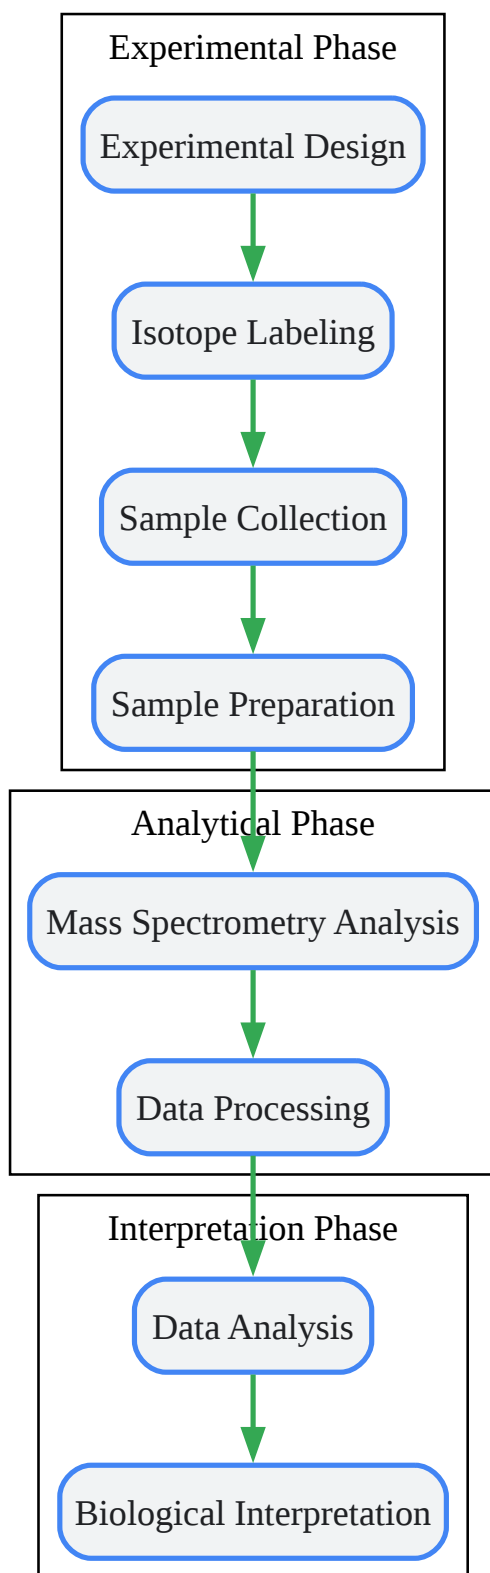 Experimental Phase
Experimental Design
Isotope Labeling
Sample Collection
Sample Preparation
Analytical Phase
Mass Spectrometry Analysis
Data Processing
Interpretation Phase
Data Analysis
Biological Interpretation